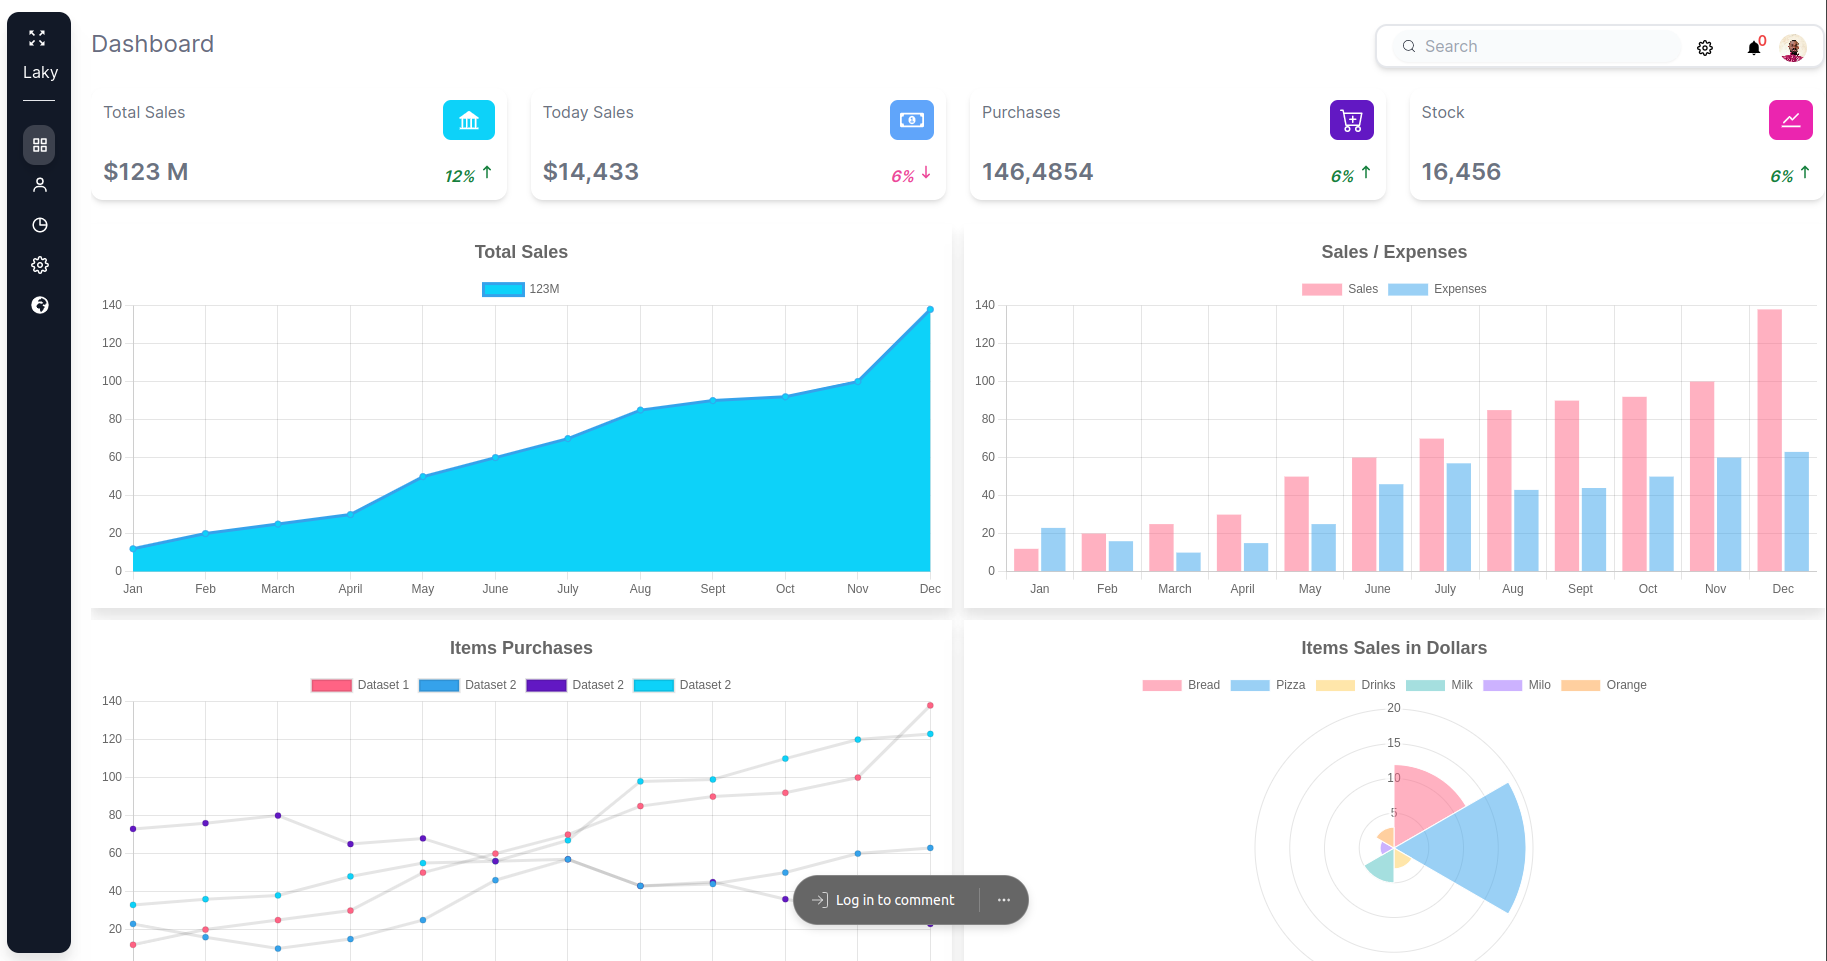 Laky
Dashboard
Search
0
Total Sales
$123 M
12%
Today Sales
$14,433
6%
Purchases
146,4854
6%
Stock
16,456
6%
Total Sales
123M
140
120
100
80
60
40
20
0
Jan Feb March April May June July Aug Sept Oct Nov Dec
Sales / Expenses
Sales Expenses
140
120
100
80
60
40
20
0
Jan Feb March April May June July Aug Sept Oct Nov Dec
Items Purchases
Dataset 1 Dataset 2 Dataset 2 Dataset 2
140
120
100
80
60
40
20
Items Sales in Dollars
Bread Pizza Drinks Milk Milo Orange
20
15
10
5
Log in to comment